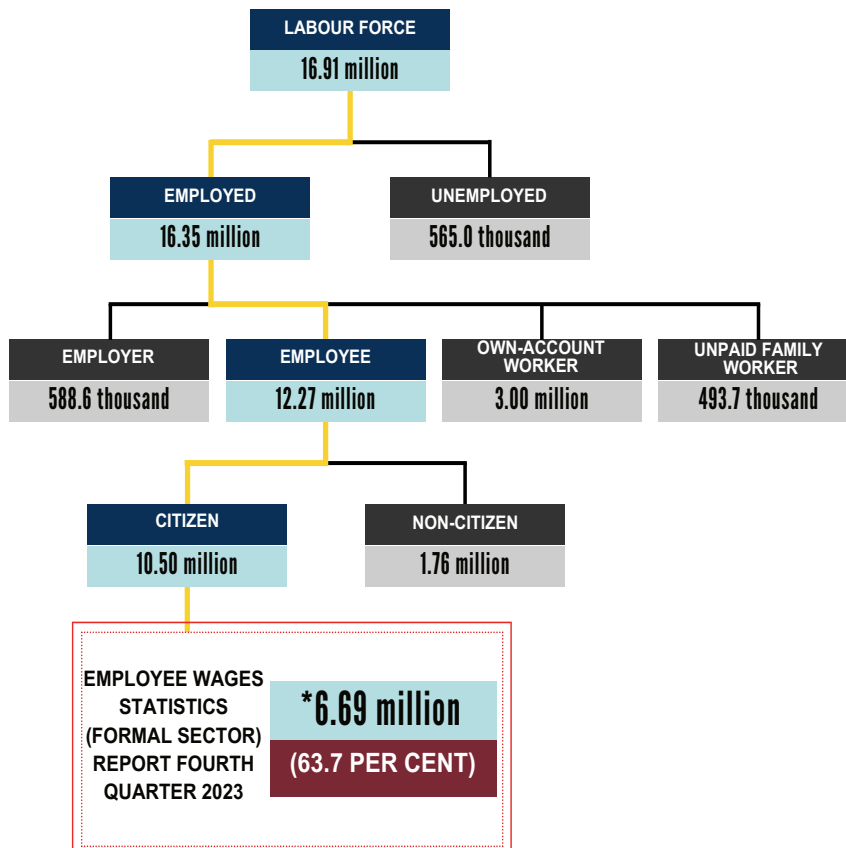 LABOUR FORCE
16.91 million
EMPLOYED
16.35 million
UNEMPLOYED
565.0 thousand
EMPLOYER
588.6 thousand
EMPLOYEE
12.27 million
OWN-ACCOUNT
WORKER
3.00 million
UNPAID FAMILY
WORKER
493.7 thousand
CITIZEN
10.50 million
NON-CITIZEN
1.76 million
EMPLOYEE WAGES
STATISTICS
(FORMAL SECTOR)
REPORT FOURTH
QUARTER 2023
*6.69 million
(63.7 PER CENT)